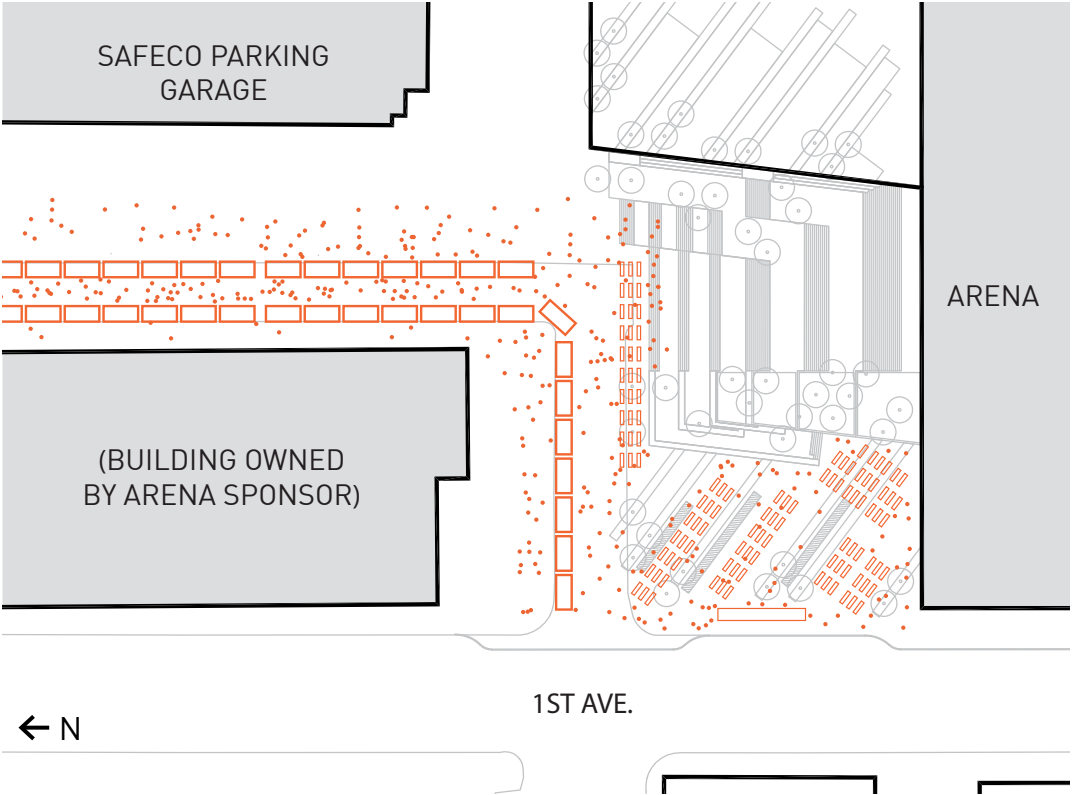 SAFECO PARKING
GARAGE
ARENA
(BUILDING OWNED
BY ARENA SPONSOR)
1ST AVE.
← N